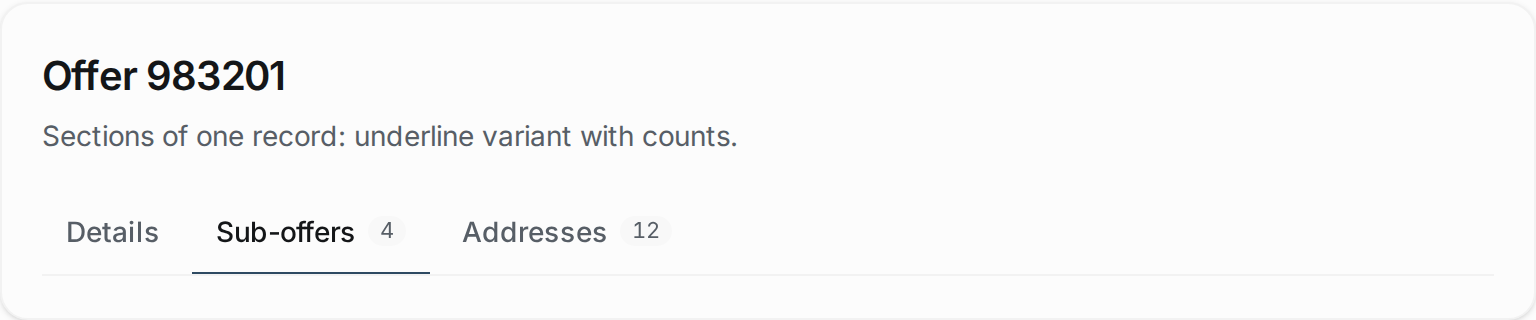 Offer 983201
Sections of one record: underline variant with counts.
Details Sub-offers 4 Addresses 12